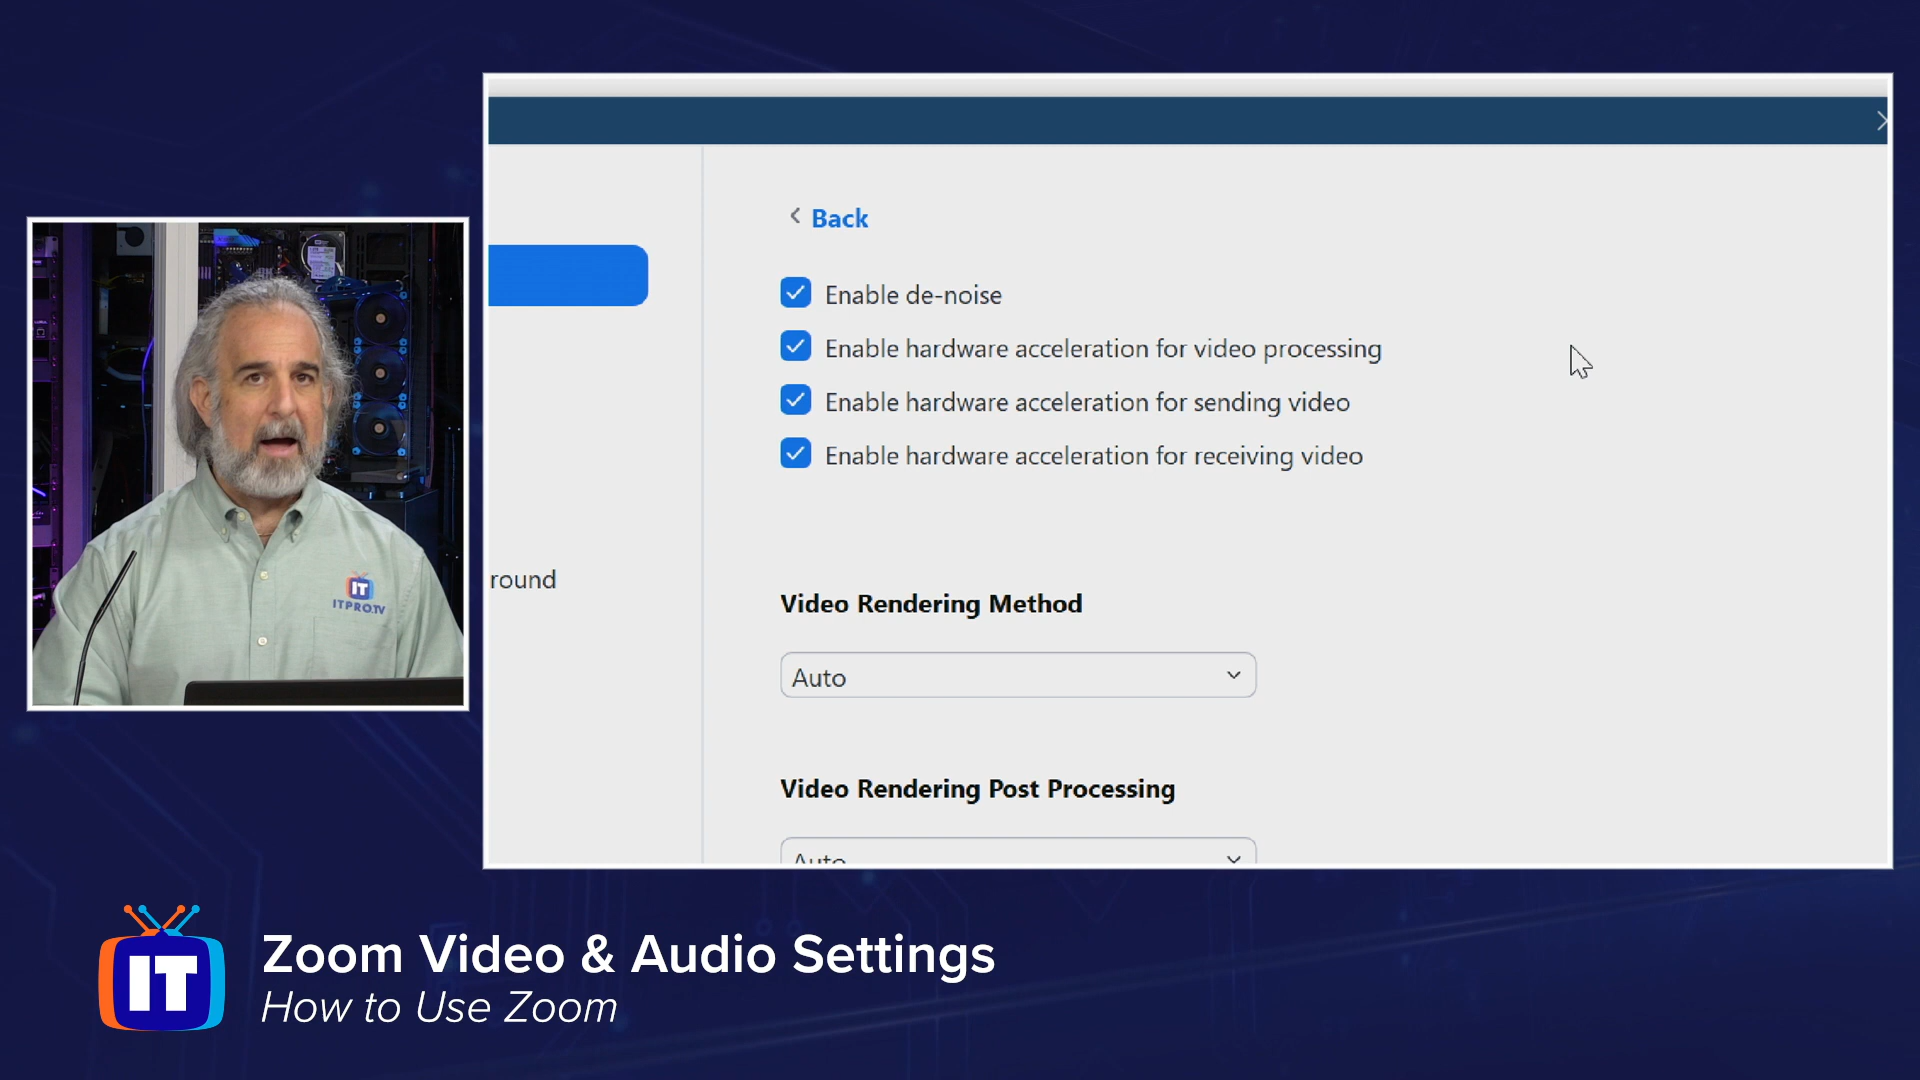 Back
Enable de-noise
Enable hardware acceleration for video processing
Enable hardware acceleration for sending video
Enable hardware acceleration for receiving video
round
Video Rendering Method
Auto
Video Rendering Post Processing
Auto
IT
ITPRO.TV
IT
Zoom Video & Audio Settings
How to Use Zoom